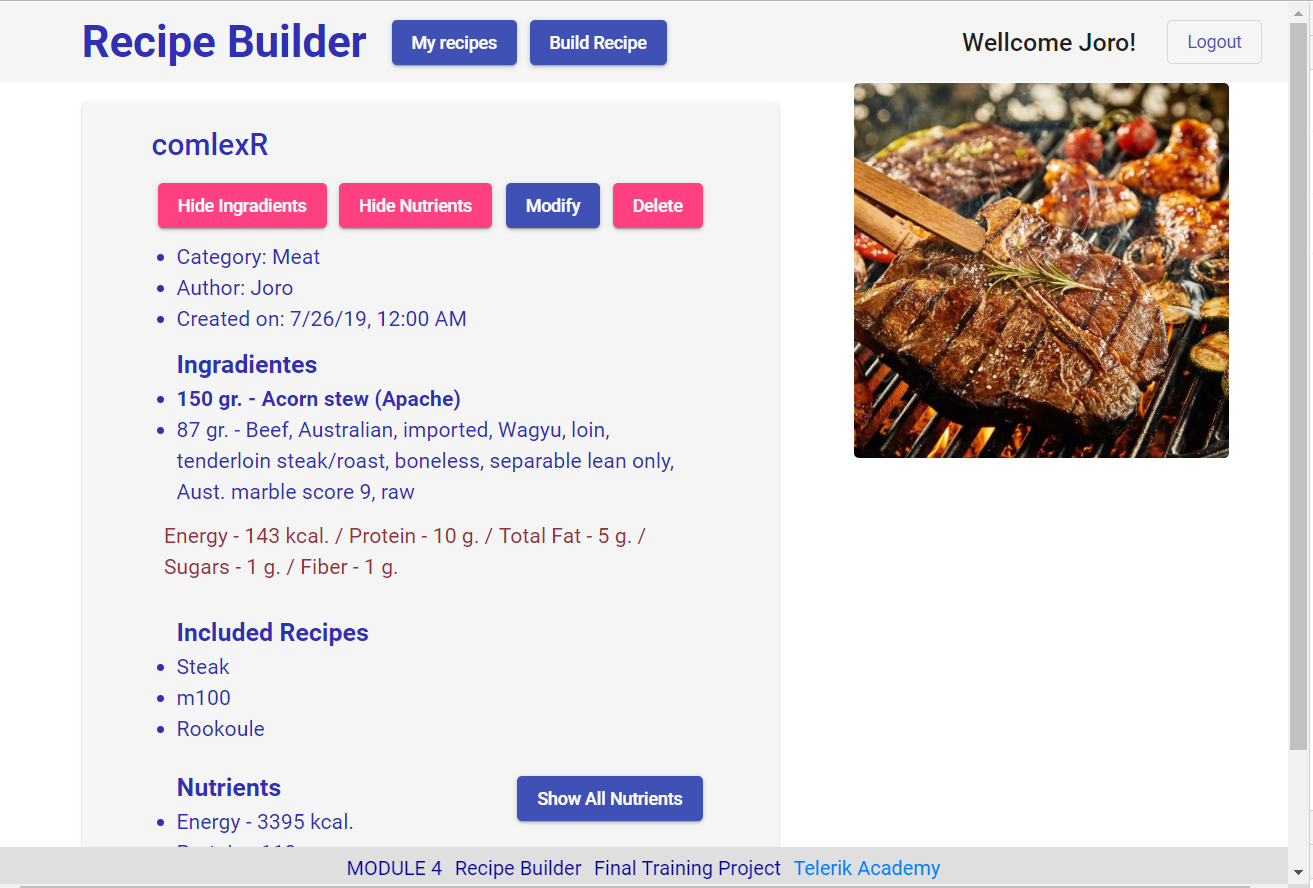 Recipe Builder
My recipes
Build Recipe
Wellcome Joro!
Logout
comlexR
Hide Ingradients
Hide Nutrients
Modify
Delete
Category: Meat
Author: Joro
Created on: 7/26/19, 12:00 AM
Ingradientes
150 gr. - Acorn stew (Apache)
87 gr. - Beef, Australian, imported, Wagyu, loin,
tenderloin steak/roast, boneless, separable lean only,
Aust. marble score 9, raw
Energy - 143 kcal. / Protein - 10 g. / Total Fat - 5 g. /
Sugars - 1 g. / Fiber - 1 g.
Included Recipes
Steak
m100
Rookoule
Nutrients
Show All Nutrients
Energy - 3395 kcal.
MODULE 4 Recipe Builder Final Training Project Telerik Academy